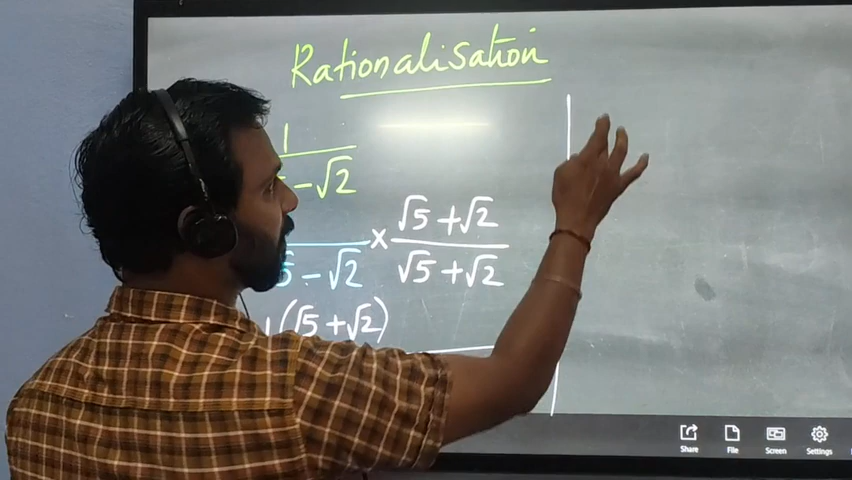 Rationalisation
1
- √2
× √5 + √2
- √2 √5 + √2
(√5 + √2)
Share File Screen Settings